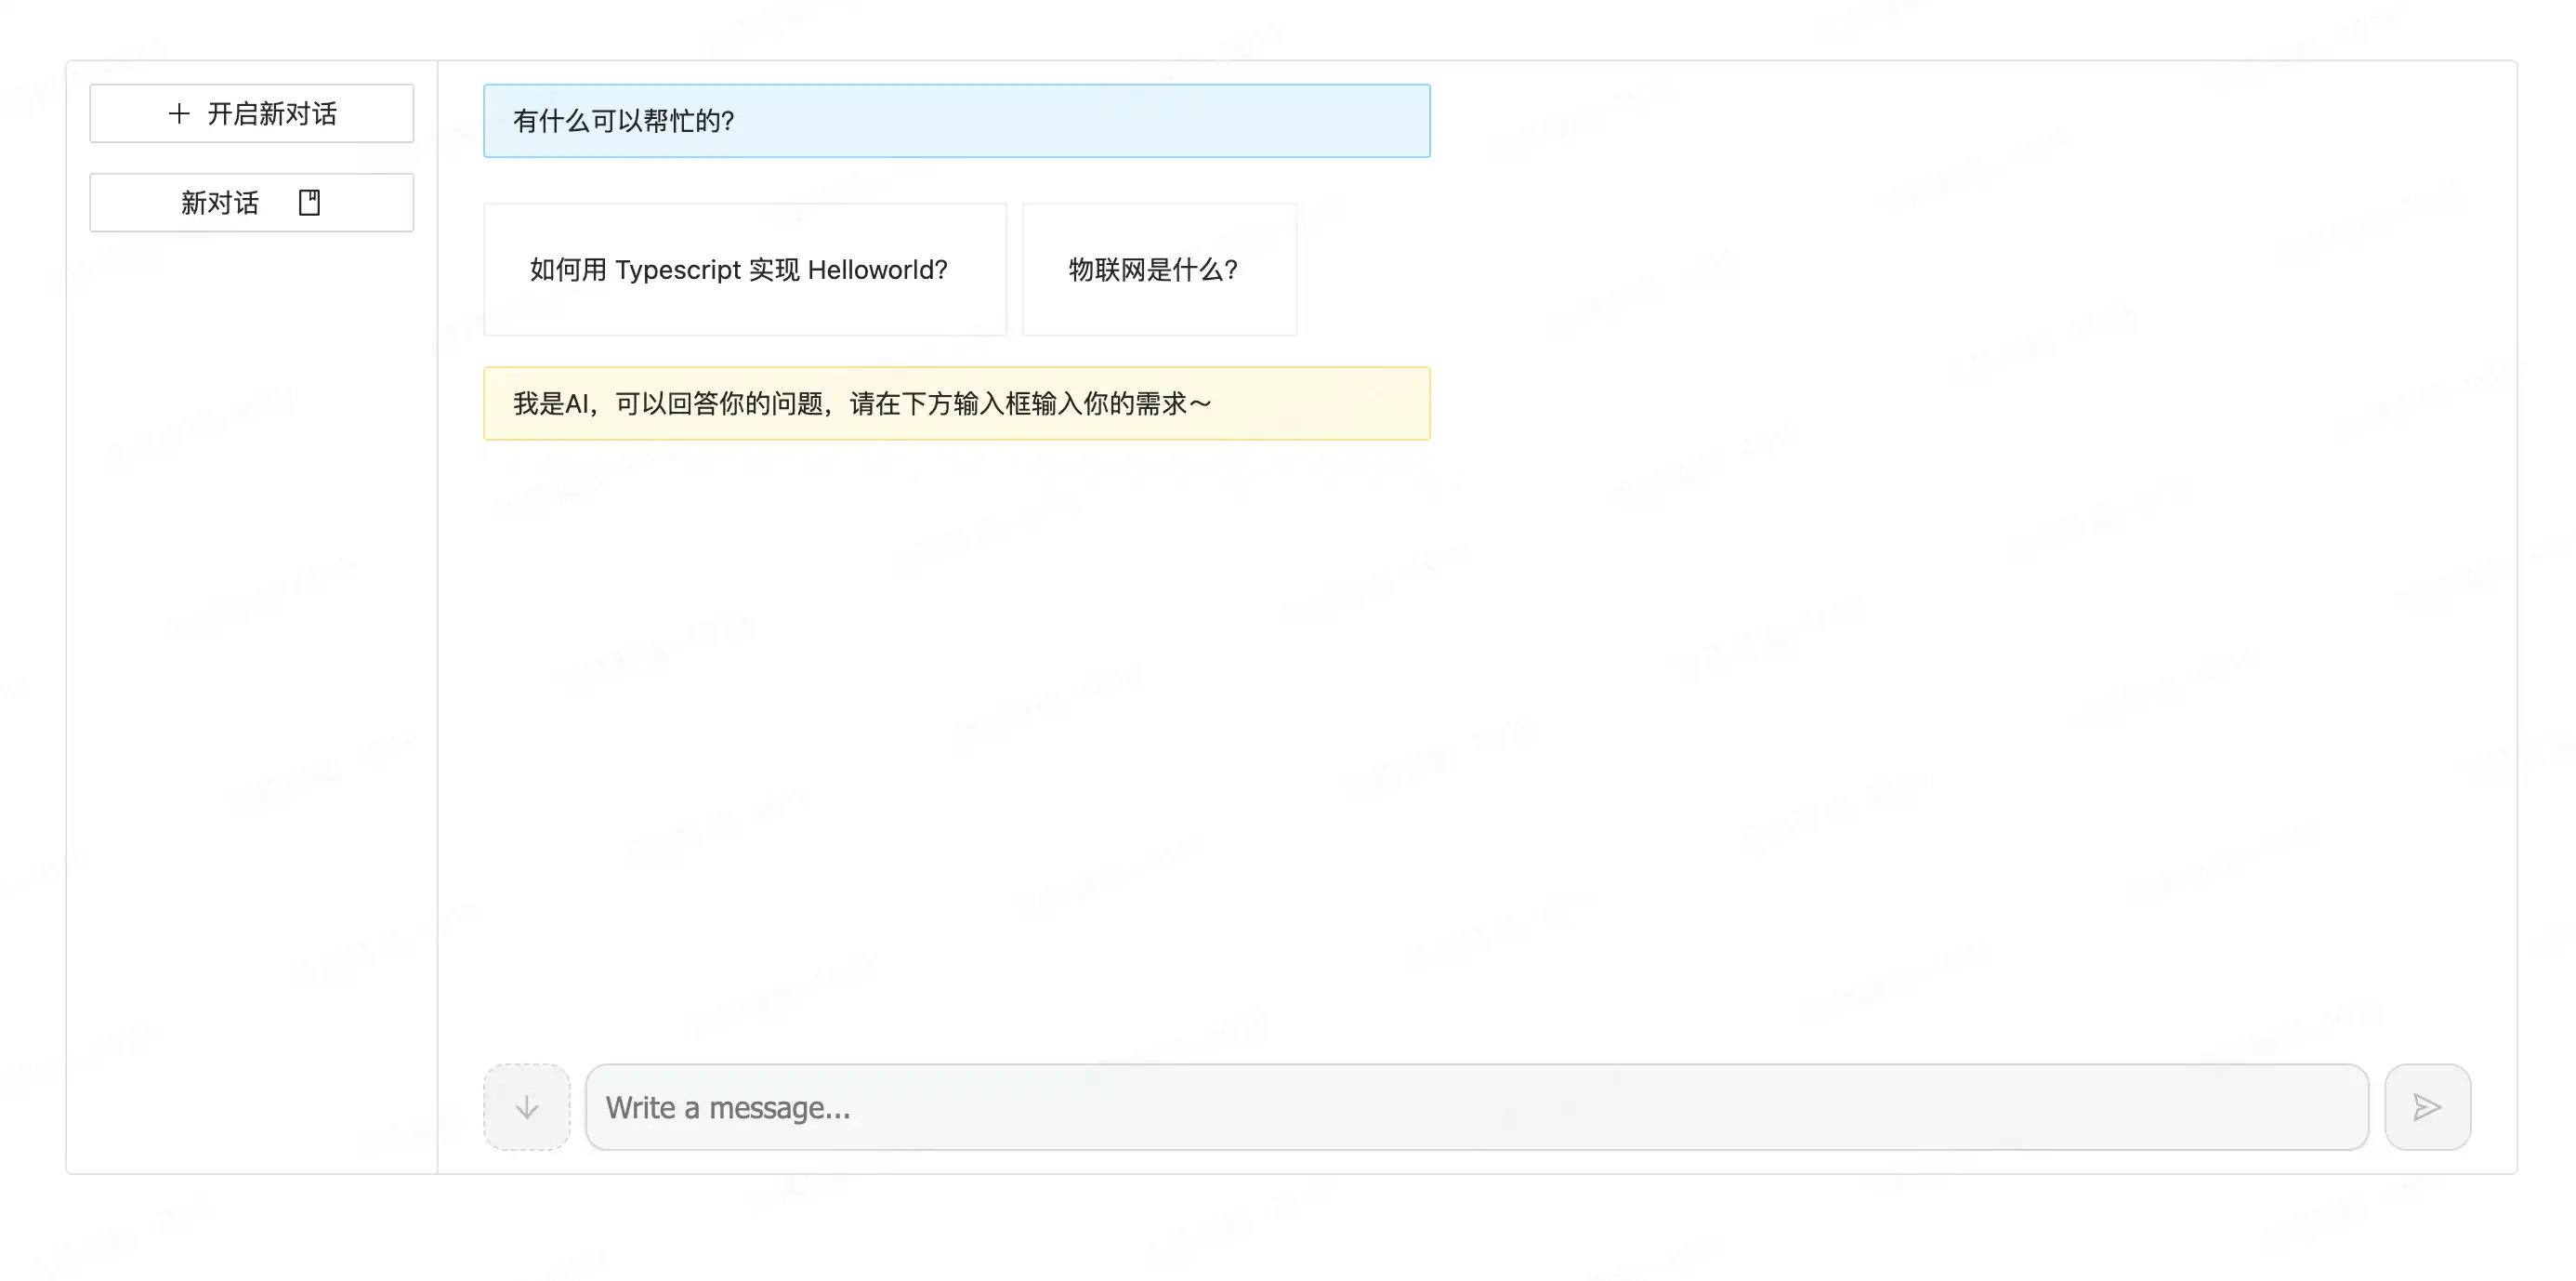 开启新对话
新对话
有什么可以帮忙的?
如何用 Typescript 实现 Helloworld?
物联网是什么?
我是AI，可以回答你的问题，请在下方输入框输入你的需求～
Write a message...